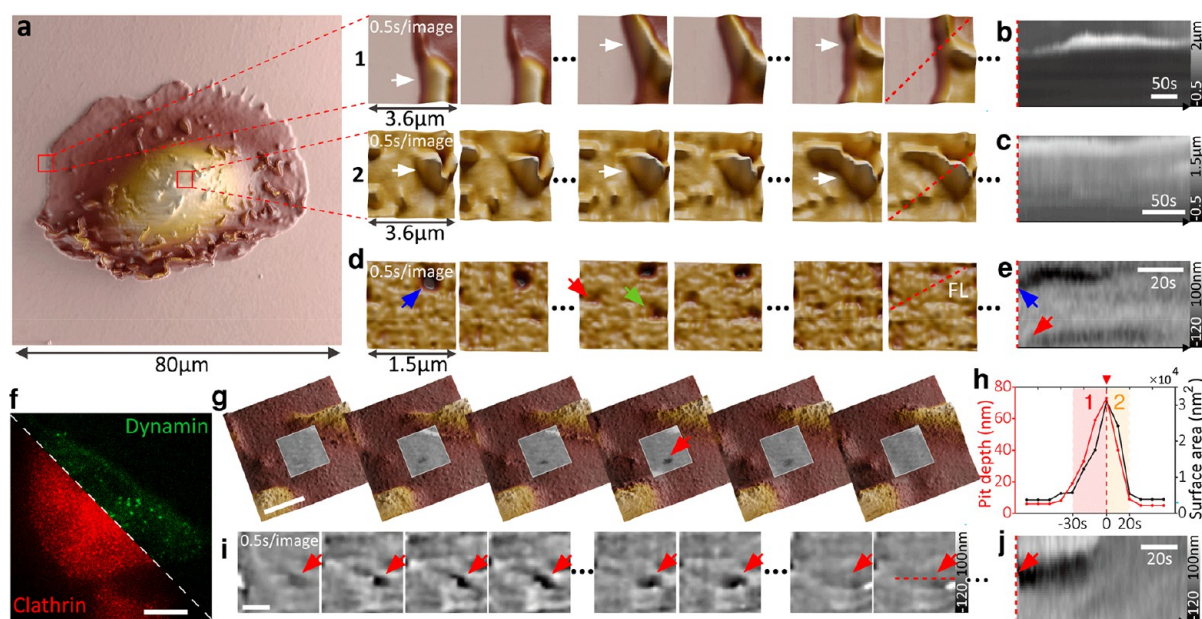 a
80μm
1
0.5s/image
3.6μm
2
0.5s/image
3.6μm
b
2μm
-0.5
50s
c
1.5μm
-0.5
50s
d
0.5s/image
1.5μm
FL
e
20s
100nm
-120
f
Dynamin
Clathrin
g
h
Pit depth (nm)
80
60
40
20
0
1
2
-30s
0
20s
×10⁴
3
2
1
0
Surface area (nm²)
i
0.5s/image
100nm
-120
j
20s
100nm
-120